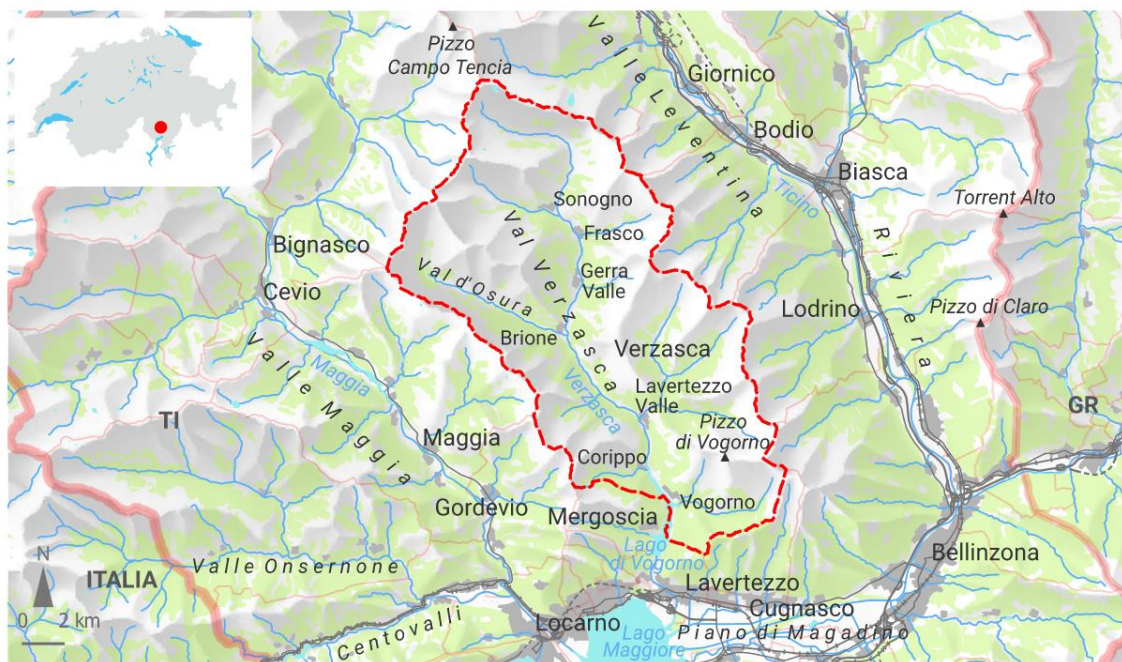 Pizzo
Campo Tencia
Valle Leventina
Giornico
Bodio
Biasca
Ticino
Torrent Alto
Sonogno
Frasco
Val Verzasca
Bignasco
Gerra
Valle
Riviera
Cevio
Val d'Osura
Lodrino
Pizzo di Claro
Brione
Verzasca
Valle Maggia
Maggia
Verzasca
Lavertezzo
Valle
TI
GR
Maggia
Pizzo
di Vogorno
Corippo
Gordevio
Mergoscia
Vogorno
Lago
di Vogorno
Bellinzona
N
ITALIA
Valle Onsernone
Lavertezzo
0 2 km
Cugnasco
Locarno
Centovalli
Piano di Magadino
Lago
Maggiore